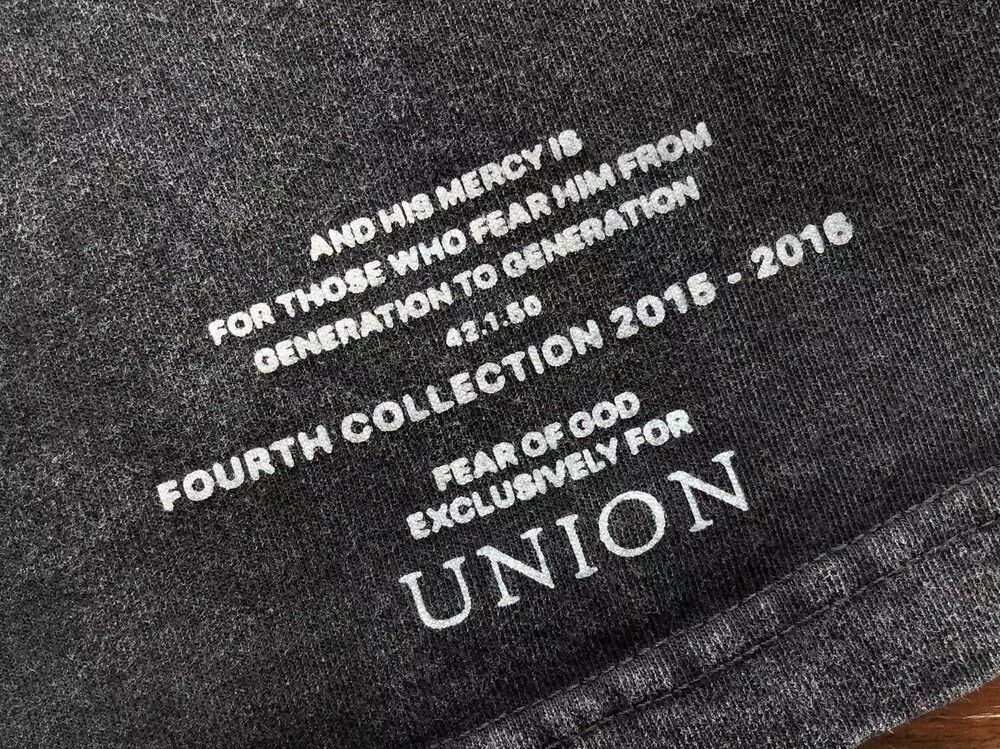 AND HIS MERCY IS
FOR THOSE WHO FEAR HIM FROM
GENERATION TO GENERATION
42.1.50
FOURTH COLLECTION 2015 - 2016
FEAR OF GOD
EXCLUSIVELY FOR
UNION